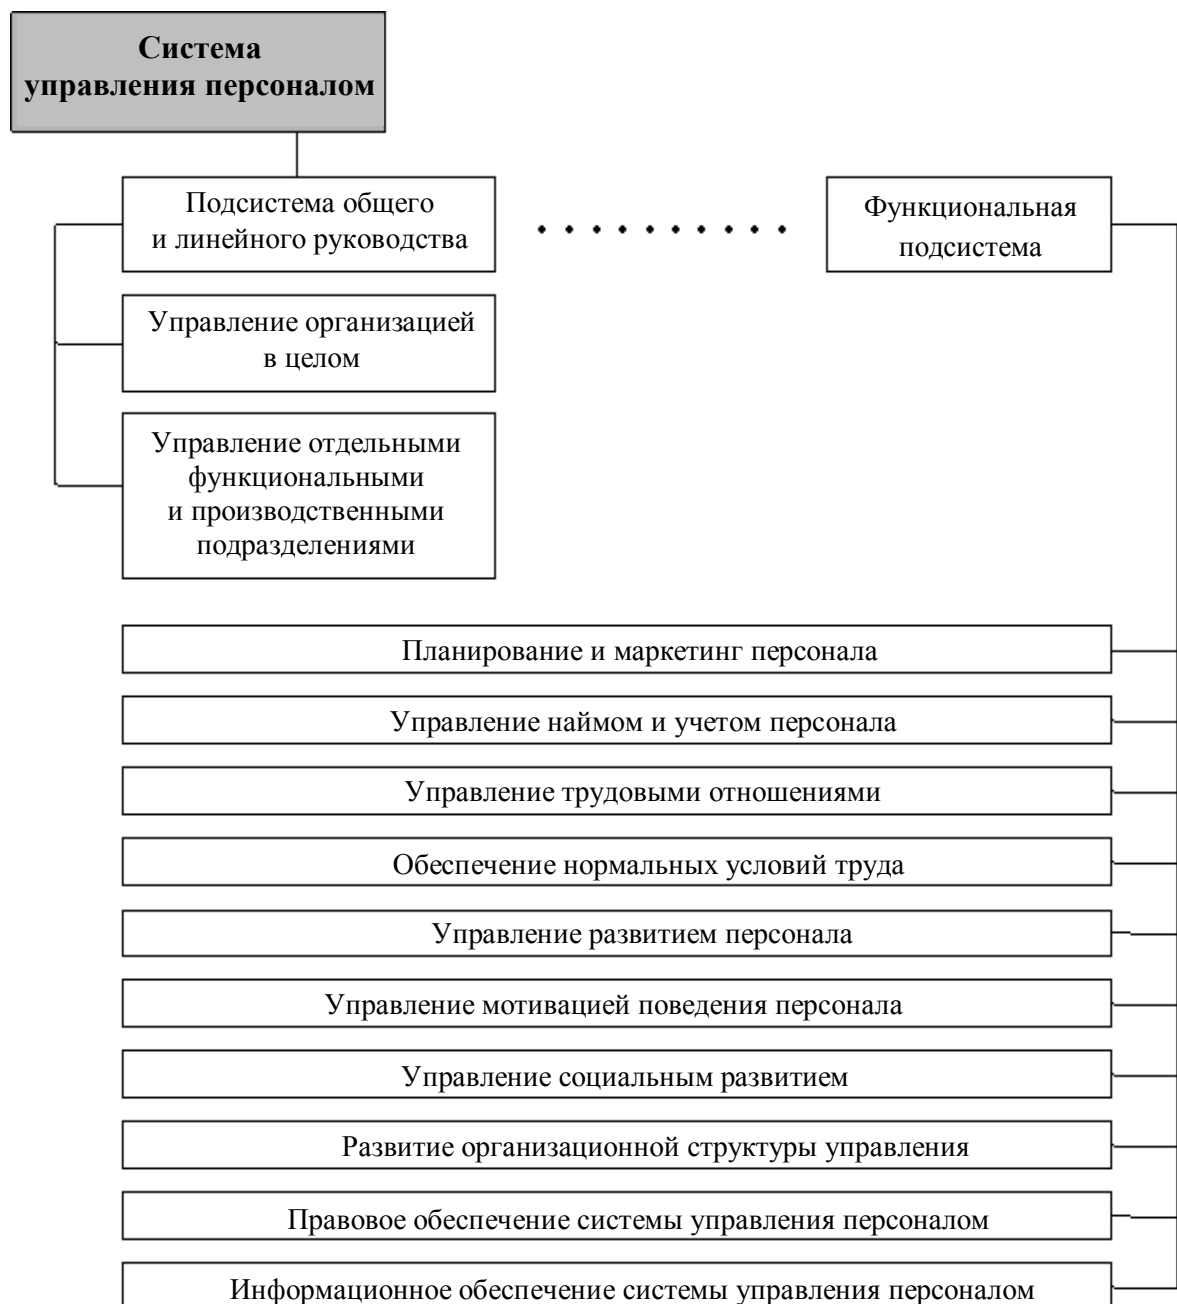 Система
управления персоналом
Подсистема общего
и линейного руководства
Функциональная
подсистема
Управление организацией
в целом
Управление отдельными
функциональными
и производственными
подразделениями
Планирование и маркетинг персонала
Управление наймом и учетом персонала
Управление трудовыми отношениями
Обеспечение нормальных условий труда
Управление развитием персонала
Управление мотивацией поведения персонала
Управление социальным развитием
Развитие организационной структуры управления
Правовое обеспечение системы управления персоналом
Информационное обеспечение системы управления персоналом